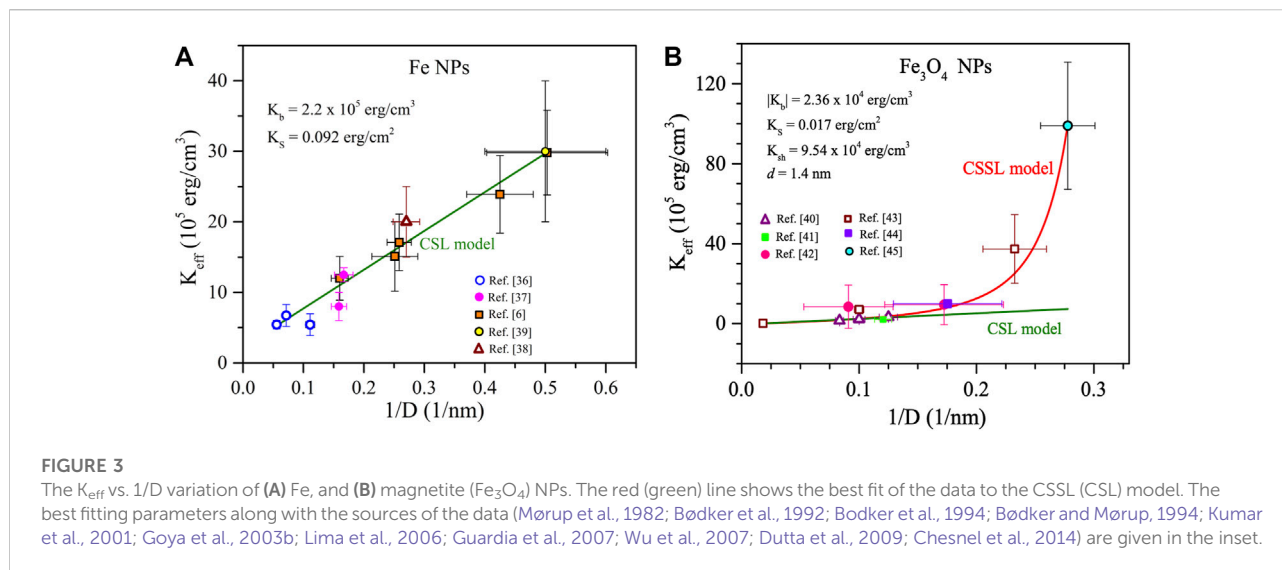 A
Fe NPs
K_b = 2.2 x 10^5 erg/cm^3
K_S = 0.092 erg/cm^2
CSL model
Ref. [36]
Ref. [37]
Ref. [6]
Ref. [39]
Ref. [38]
K_eff (10^5 erg/cm^3)
40
30
20
10
0
0.0 0.1 0.2 0.3 0.4 0.5 0.6
1/D (1/nm)
B
Fe_3O_4 NPs
|K_b| = 2.36 x 10^4 erg/cm^3
K_S = 0.017 erg/cm^2
K_sh = 9.54 x 10^4 erg/cm^3
d = 1.4 nm
CSSL model
Ref. [40] Ref. [43]
Ref. [41] Ref. [44]
Ref. [42] Ref. [45]
CSL model
K_eff (10^5 erg/cm^3)
120
80
40
0
0.0 0.1 0.2 0.3
1/D (1/nm)
FIGURE 3
The K_eff vs. 1/D variation of (A) Fe, and (B) magnetite (Fe_3O_4) NPs. The red (green) line shows the best fit of the data to the CSSL (CSL) model. The
best fitting parameters along with the sources of the data (Mørup et al., 1982; Bødker et al., 1992; Bodker et al., 1994; Bødker and Mørup, 1994; Kumar
et al., 2001; Goya et al., 2003b; Lima et al., 2006; Guardia et al., 2007; Wu et al., 2007; Dutta et al., 2009; Chesnel et al., 2014) are given in the inset.